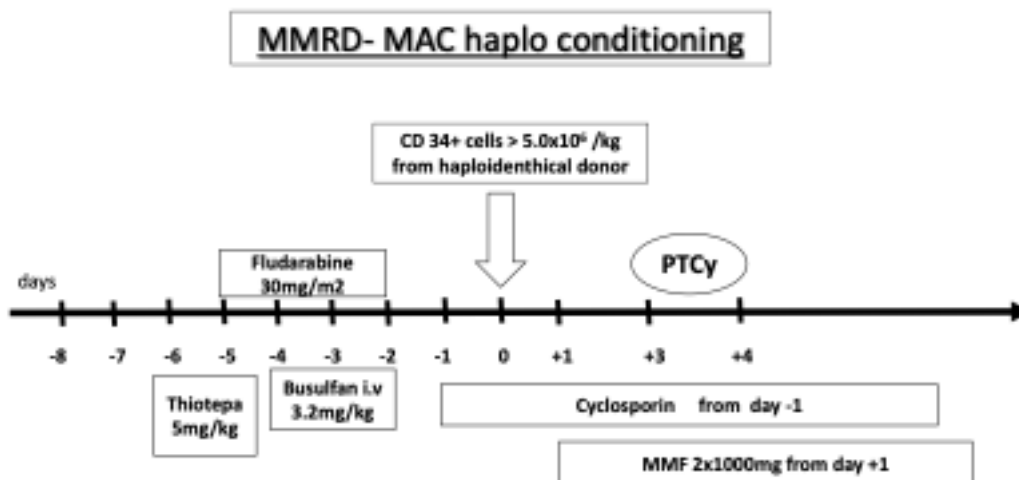 MMRD- MAC haplo conditioning
CD 34+ cells > 5.0x10⁶ /kg
from haploidenthical donor
Fludarabine
30mg/m2
PTCy
days
-8 -7 -6 -5 -4 -3 -2 -1 0 +1 +3 +4
Thiotepa
5mg/kg
Busulfan i.v
3.2mg/kg
Cyclosporin from day -1
MMF 2x1000mg from day +1